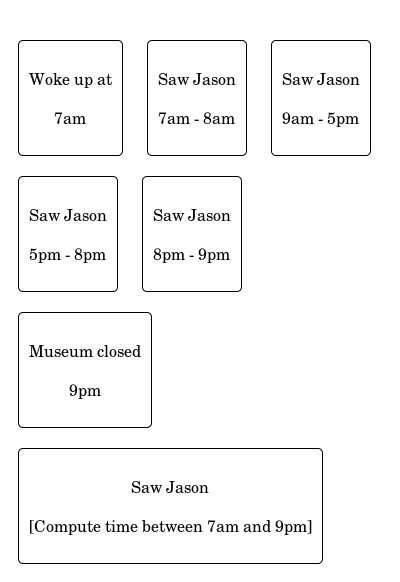 Woke up at
7am
Saw Jason
7am - 8am
Saw Jason
9am - 5pm
Saw Jason
5pm - 8pm
Saw Jason
8pm - 9pm
Museum closed
9pm
Saw Jason
[Compute time between 7am and 9pm]